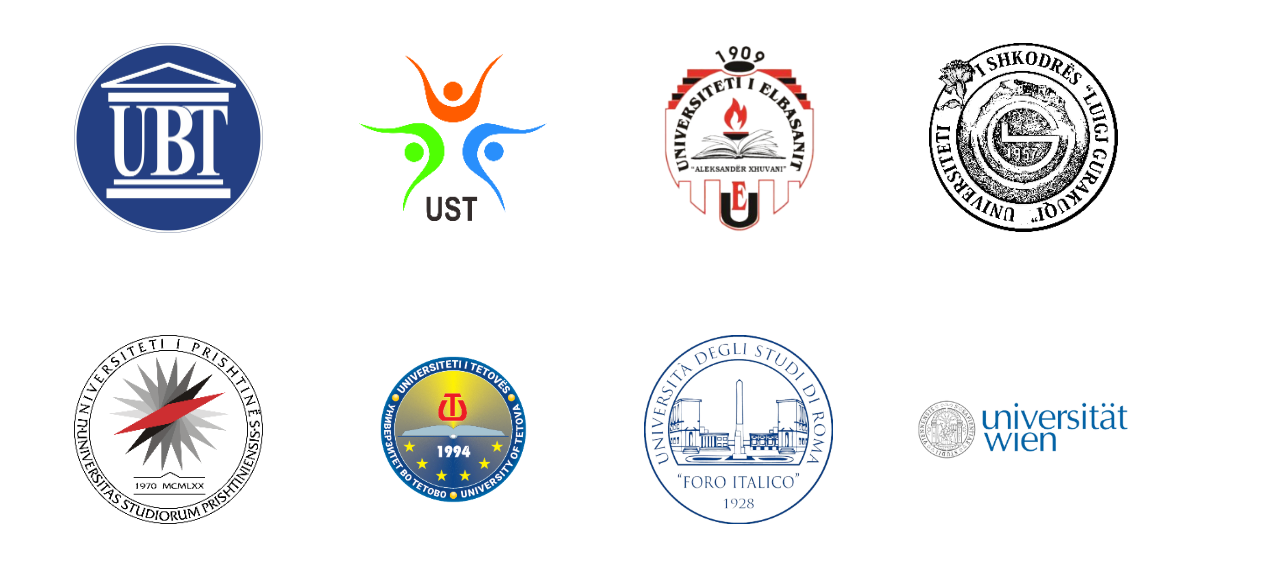 UBT
UST
1909
UNIVERSITETI I ELBASANIT
"ALEKSANDËR XHUVANI"
E
U
UNIVERSITETI I SHKODRËS "LUIGJ GURAKUQI"
1957
UNIVERSITETI I PRISHTINËS
UNIVERSITAS STUDIORUM PRISHTINIENSIS
1970 MCMLXX
UNIVERSITETI I TETOVËS
УНИВЕРЗИТЕТ ВО ТЕТОВО
UNIVERSITY OF TETOVA
1994
UNIVERSITÀ DEGLI STUDI DI ROMA
"FORO ITALICO"
1928
universität
wien